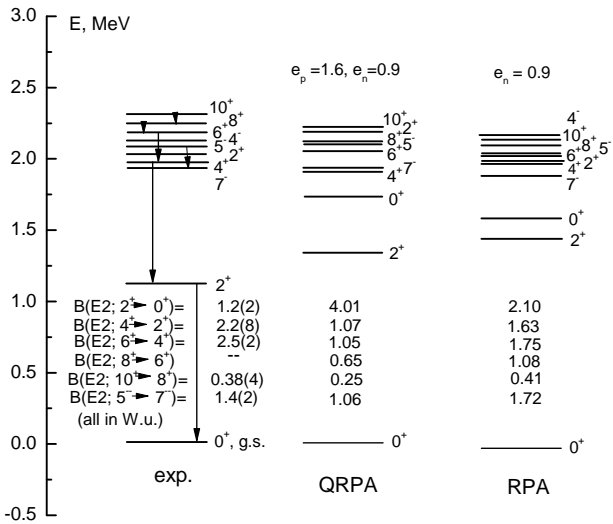 E, MeV
3.0
2.5
2.0
1.5
1.0
0.5
0.0
-0.5
10⁺
8⁺
6⁺
5⁻ 4⁻
2⁺
4⁺
7⁻
2⁺
B(E2; 2⁺→ 0⁺)= 1.2(2) 4.01 2.10
B(E2; 4⁺→ 2⁺)= 2.2(8) 1.07 1.63
B(E2; 6⁺→ 4⁺)= 2.5(2) 1.05 1.75
B(E2; 8⁺→ 6⁺) -- 0.65 1.08
B(E2; 10⁺→ 8⁺)= 0.38(4) 0.25 0.41
B(E2; 5⁻→ 7⁻)= 1.4(2) 1.06 1.72
(all in W.u.)
0⁺, g.s.
exp.
eₚ =1.6, eₙ=0.9
10⁺ 2⁺
8⁺ 5⁻
6⁺
7⁻
4⁺
0⁺
2⁺
0⁺
QRPA
eₙ = 0.9
4⁻
10⁺
8⁺ 5⁻
6⁺
4⁺ 2⁺
7⁻
0⁺
2⁺
0⁺
RPA